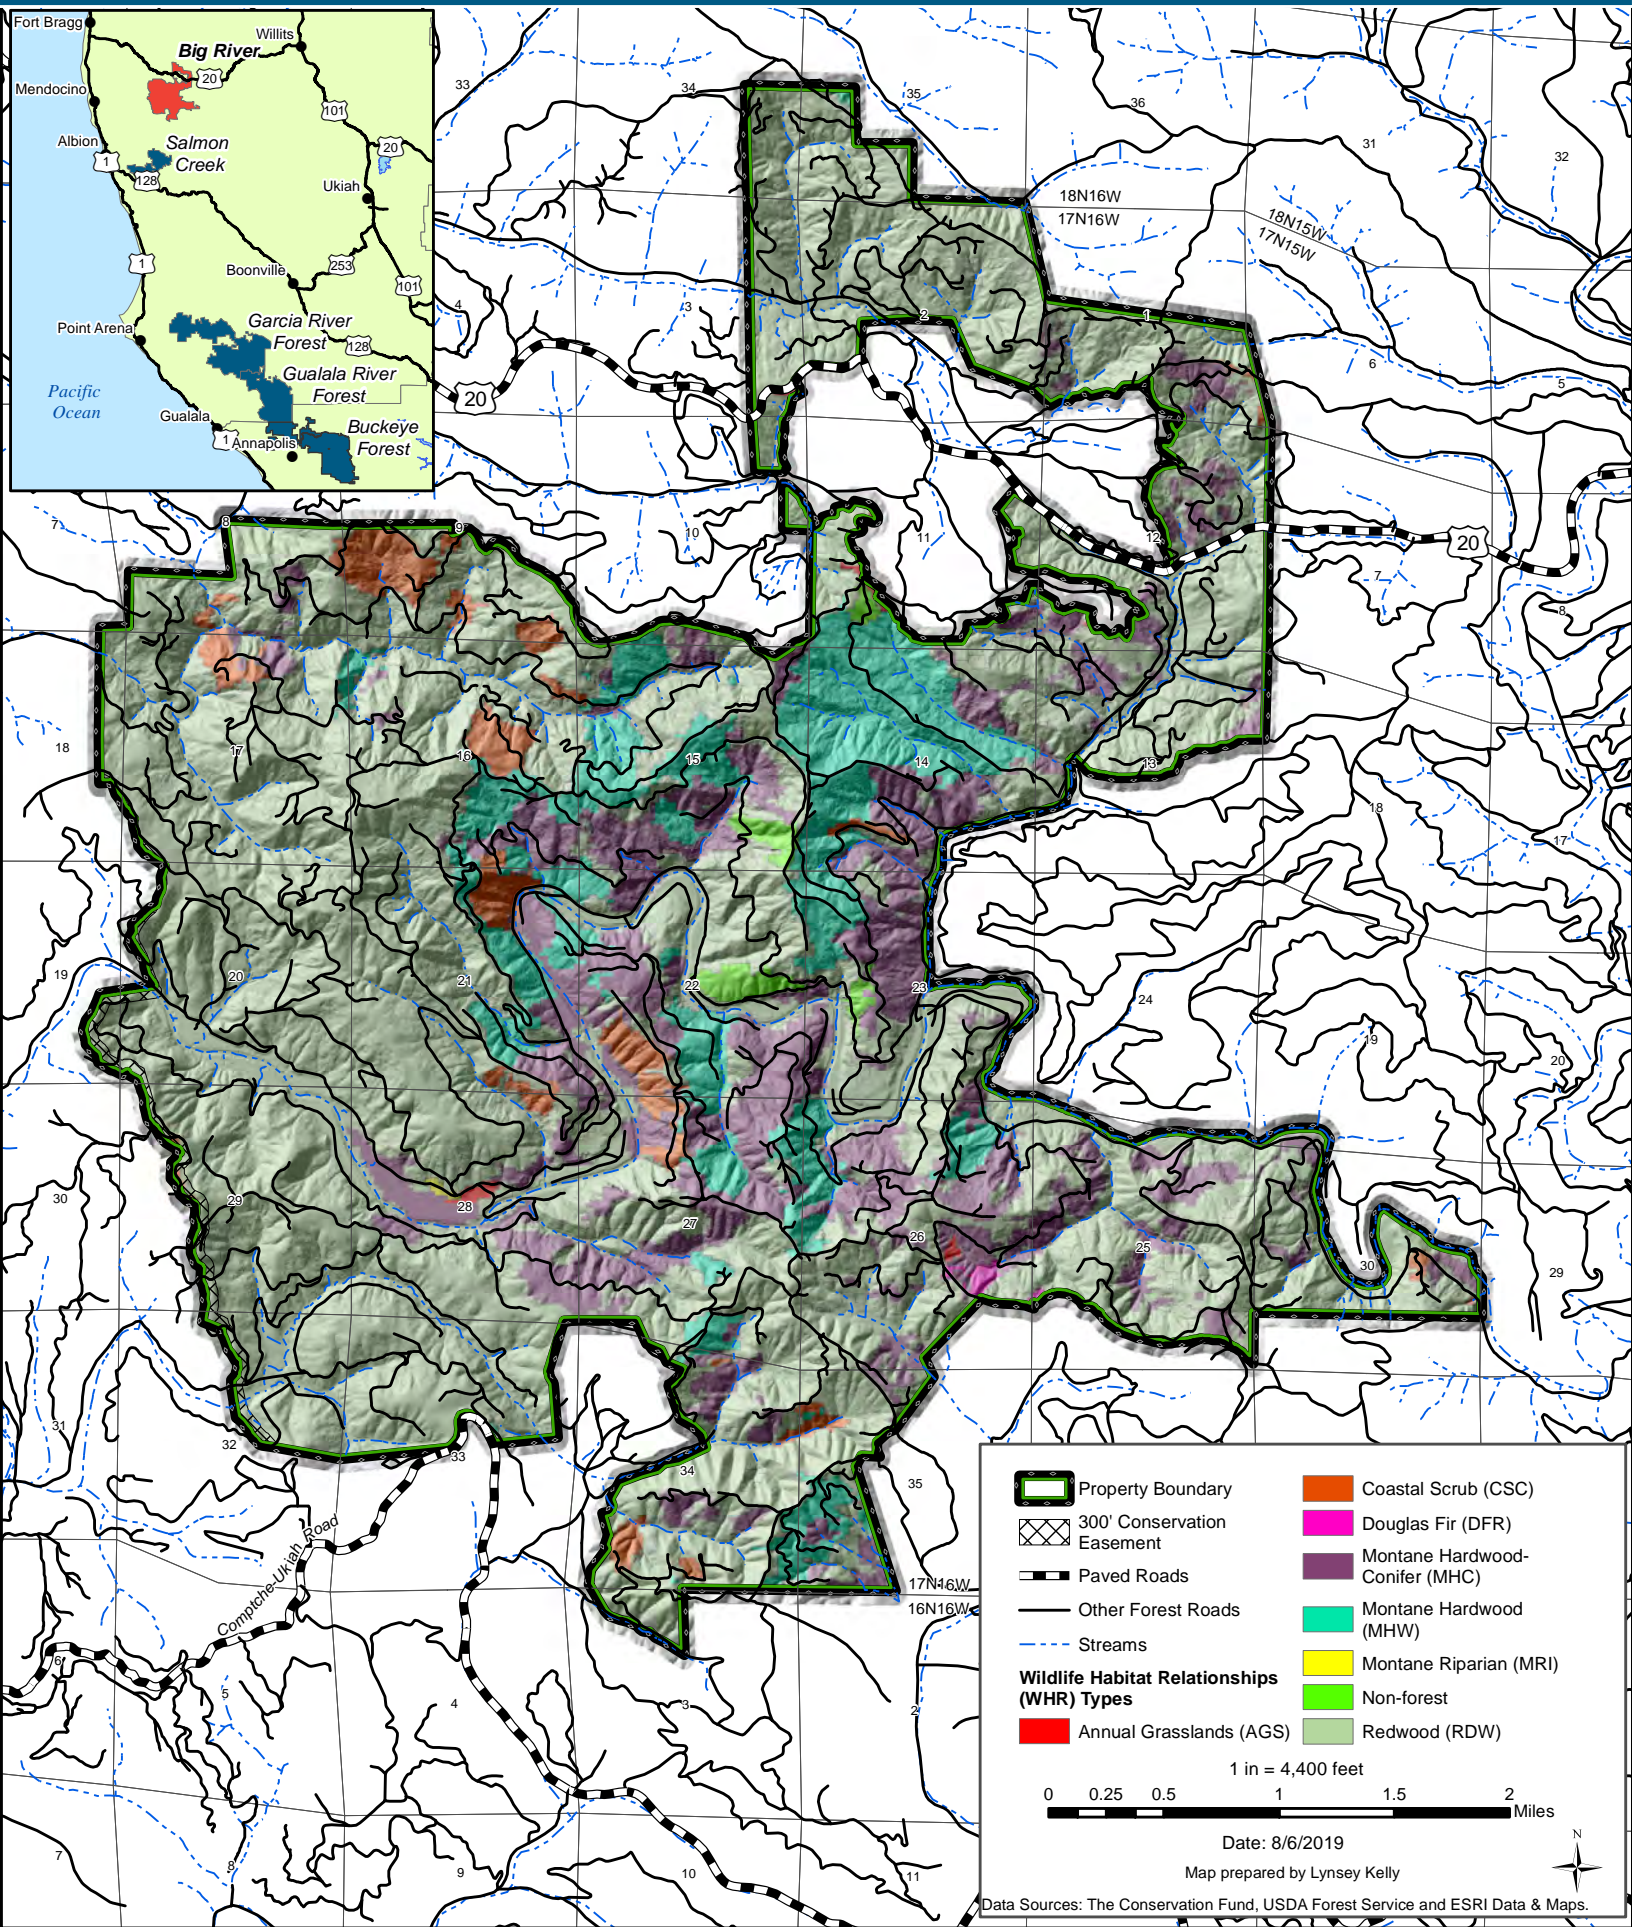 Fort Bragg
Willits
Big River
20
Mendocino
101
Albion
Salmon
Creek
1
20
128
Ukiah
1
Boonville
253
101
Point Arena
Garcia River
Forest
128
Gualala River
Forest
Pacific
Ocean
Gualala
Buckeye
Forest
1
Annapolis
33
34
35
36
31
32
18N16W
17N16W
18N15W
17N15W
4
3
2
1
6
5
20
7
8
9
10
11
12
20
7
8
18
17
16
15
14
13
18
17
19
20
21
22
23
24
19
20
30
29
28
27
26
25
30
29
31
32
33
34
35
Comptche-Ukiah Road
17N16W
16N16W
6
5
4
3
2
7
8
9
10
11
Property Boundary
300' Conservation
Easement
Paved Roads
Other Forest Roads
Streams
Wildlife Habitat Relationships
(WHR) Types
Annual Grasslands (AGS)
Coastal Scrub (CSC)
Douglas Fir (DFR)
Montane Hardwood-
Conifer (MHC)
Montane Hardwood
(MHW)
Montane Riparian (MRI)
Non-forest
Redwood (RDW)
1 in = 4,400 feet
0 0.25 0.5 1 1.5 2
Miles
Date: 8/6/2019
N
Map prepared by Lynsey Kelly
Data Sources: The Conservation Fund, USDA Forest Service and ESRI Data & Maps.